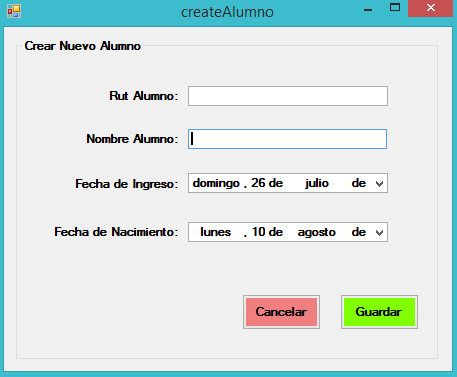 createAlumno
Crear Nuevo Alumno
Rut Alumno:
Nombre Alumno:
Fecha de Ingreso: domingo , 26 de julio de
Fecha de Nacimiento: lunes , 10 de agosto de
Cancelar Guardar